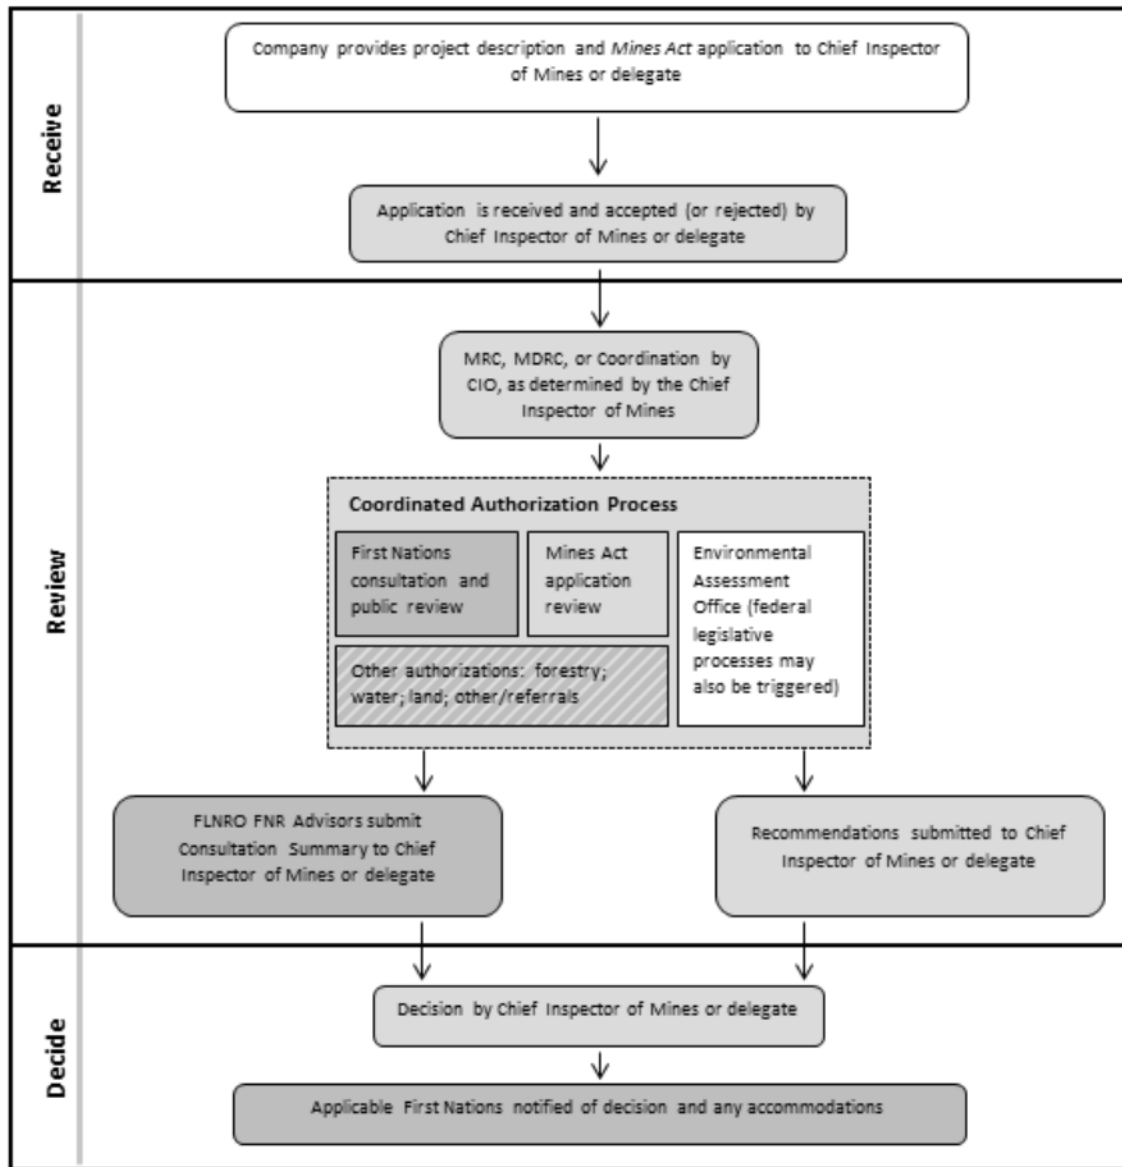 Receive
Company provides project description and Mines Act application to Chief Inspector
of Mines or delegate
Application is received and accepted (or rejected) by
Chief Inspector of Mines or delegate
Review
MRC, MDRC, or Coordination by
CIO, as determined by the Chief
Inspector of Mines
Coordinated Authorization Process
First Nations
consultation and
public review
Mines Act
application
review
Environmental
Assessment
Office (federal
legislative
processes may
also be triggered)
Other authorizations: forestry;
water; land; other/referrals
FLNRO FNR Advisors submit
Consultation Summary to Chief
Inspector of Mines or delegate
Recommendations submitted to Chief
Inspector of Mines or delegate
Decide
Decision by Chief Inspector of Mines or delegate
Applicable First Nations notified of decision and any accommodations